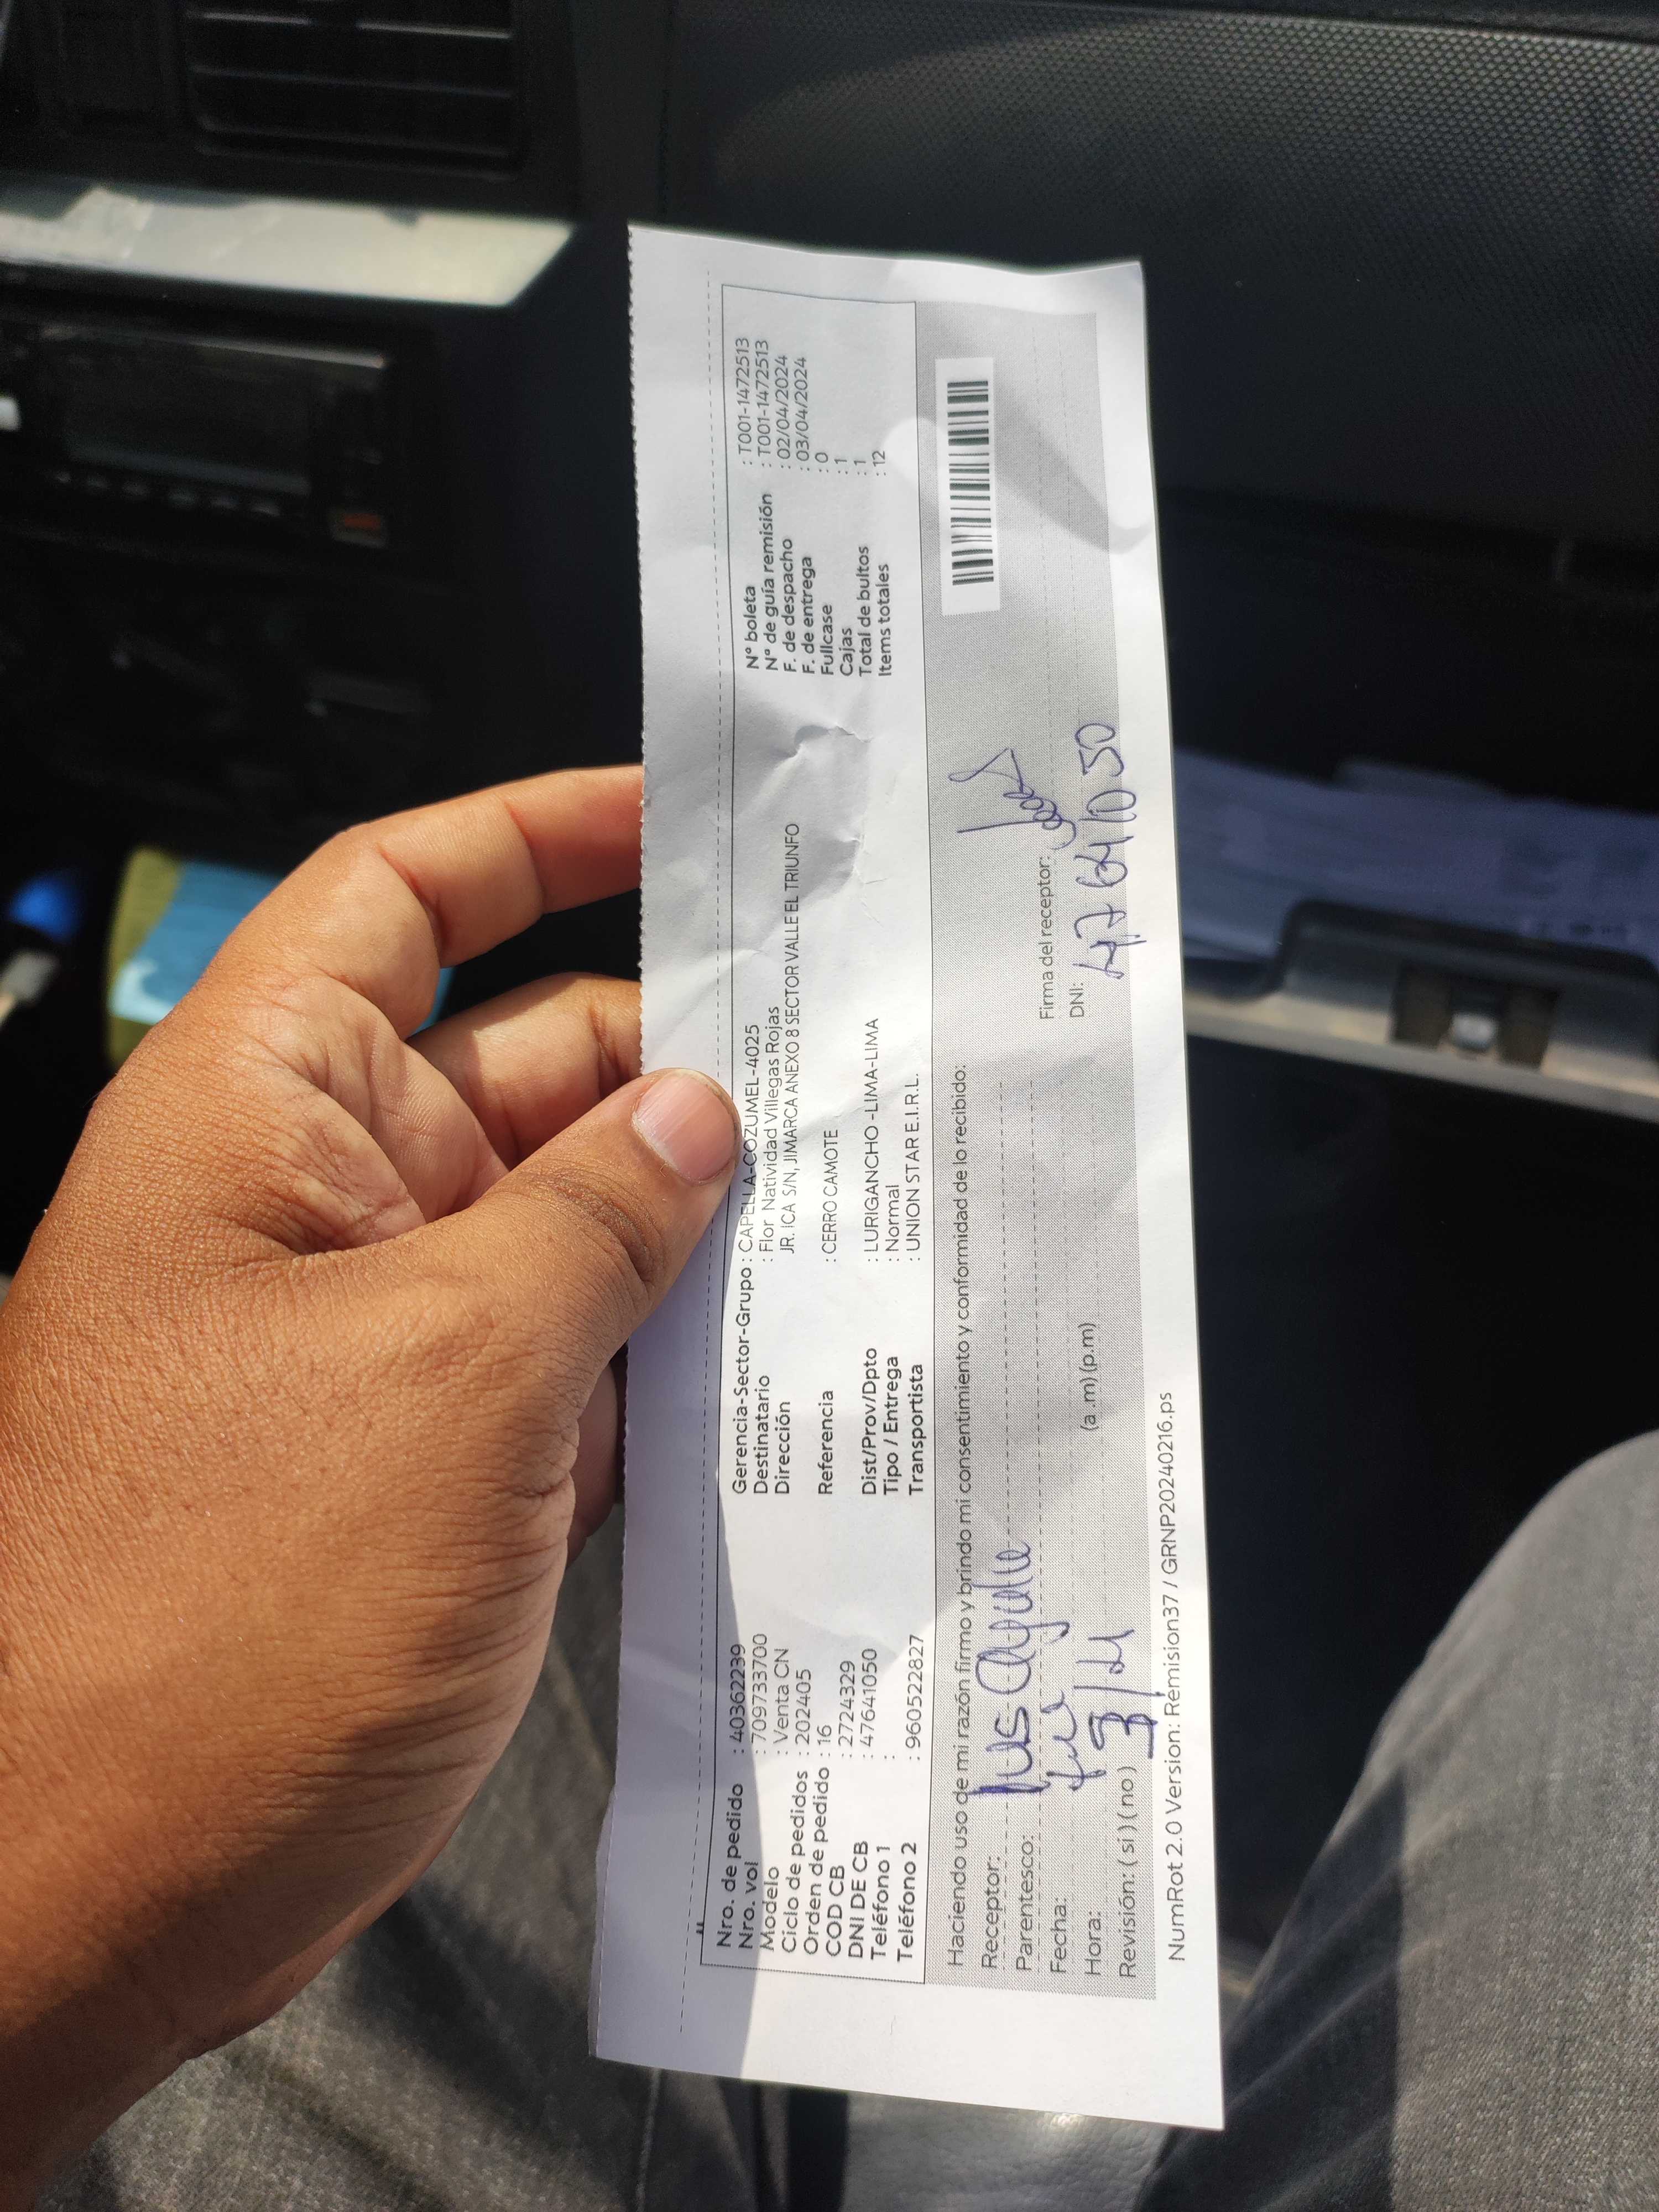 Nro. de pedido : 40362239
Nro. vol : 709733700
Modelo : Venta CN
Ciclo de pedidos : 202405
Orden de pedido : 16
COD CB : 2724329
DNI DE CB : 47641050
Teléfono 1 :
Teléfono 2 : 960522827
Gerencia-Sector-Grupo : CAPELLA-COZUMEL-4025
Destinatario : Flor Natividad Villegas Rojas
Dirección JR. ICA S/N, JIMARCA ANEXO 8 SECTOR VALLE EL TRIUNFO
Referencia : CERRO CAMOTE
Dist/Prov/Dpto : LURIGANCHO -LIMA-LIMA
Tipo / Entrega : Normal
Transportista : UNION STAR E.I.R.L.
N° boleta : T001-1472513
N° de guía remisión : T001-1472513
F. de despacho : 02/04/2024
F. de entrega : 03/04/2024
Fullcase : 0
Cajas : 1
Total de bultos : 1
Items totales : 12
Haciendo uso de mi razón firmo y brindo mi consentimiento y conformidad de lo recibido:
Receptor:
Parentesco:
Fecha: 3/4
Hora: (a .m) (p.m)
Revisión: ( si ) ( no )
Firma del receptor:
DNI: 47641050
NumRot 2.0 Version: Remision37 / GRNP20240216.ps